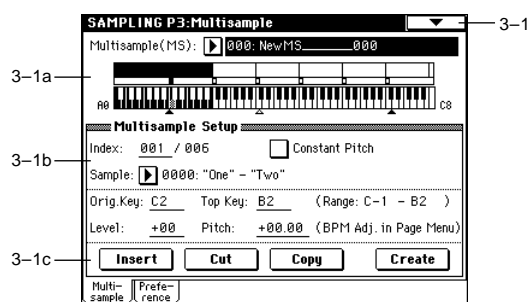 SAMPLING P3:Multisample
3–1
Multisample(MS): 000: NewMS______000
3–1a
A0 C8
Multisample Setup
Index: 001 / 006 Constant Pitch
3–1b
Sample: 0000: "One" - "Two"
Orig.Key: C2 Top Key: B2 (Range: C-1 - B2 )
Level: +00 Pitch: +00.00 (BPM Adj. in Page Menu)
3–1c Insert Cut Copy Create
Multi-sample Prefe-rence